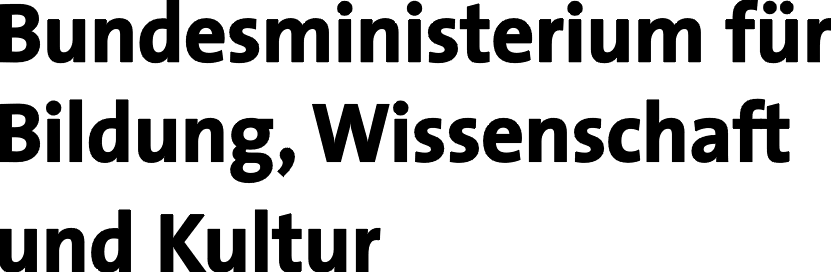 Bundesministerium für
Bildung, Wissenschaft
und Kultur